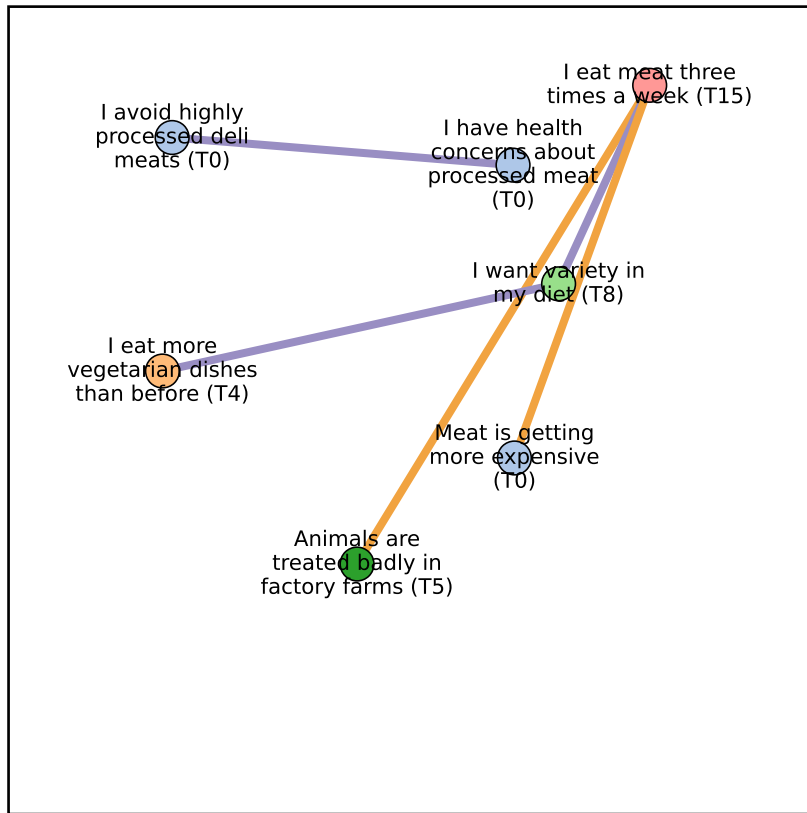 I eat meat three
times a week (T15)
I avoid highly
processed deli
meats (T0)
I have health
concerns about
processed meat
(T0)
I want variety in
my diet (T8)
I eat more
vegetarian dishes
than before (T4)
Meat is getting
more expensive
(T0)
Animals are
treated badly in
factory farms (T5)